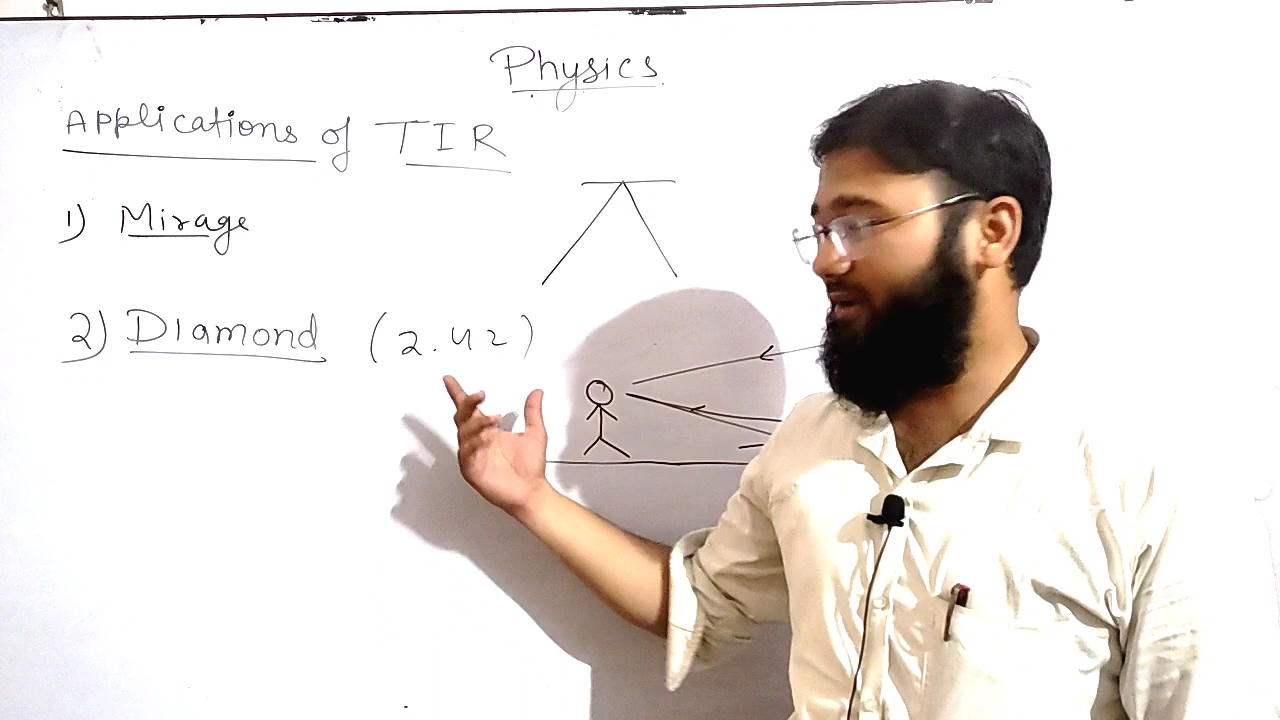 Physics
Applications of TIR
1) Mirage
2) Diamond (2.42)